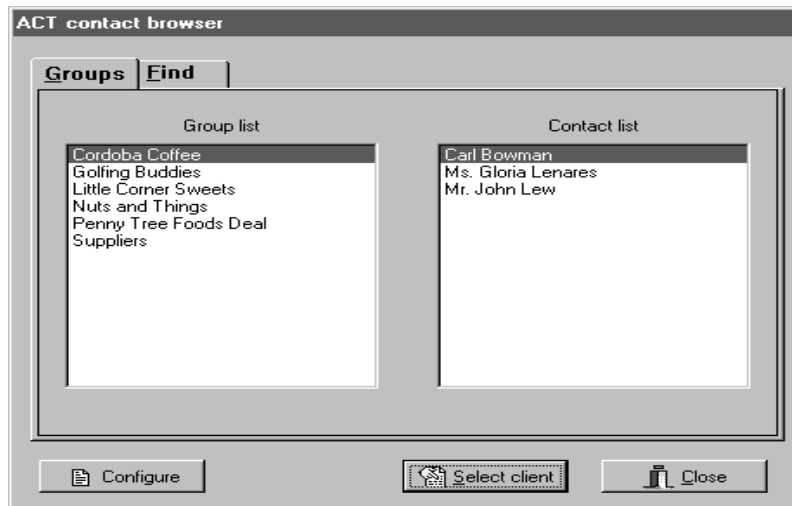 ACT contact browser
Groups Find
Group list
Cordoba Coffee
Golfing Buddies
Little Corner Sweets
Nuts and Things
Penny Tree Foods Deal
Suppliers
Contact list
Carl Bowman
Ms. Gloria Lenares
Mr. John Lew
Configure Select client Close